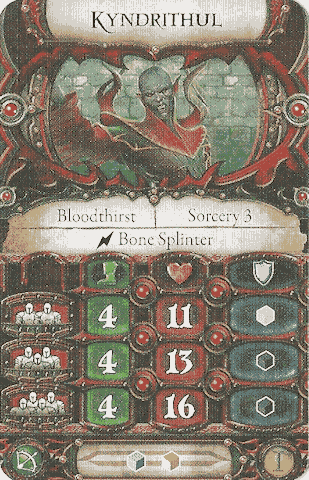 KYNDRITHUL
Bloodthirst Sorcery 3
Bone Splinter
4 11
4 13
4 16
I